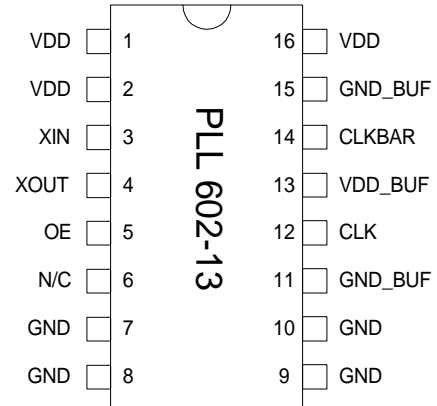 VDD 1 16 VDD
VDD 2 15 GND_BUF
XIN 3 14 CLKBAR
XOUT 4 13 VDD_BUF
OE 5 12 CLK
N/C 6 11 GND_BUF
GND 7 10 GND
GND 8 9 GND
PLL 602-13